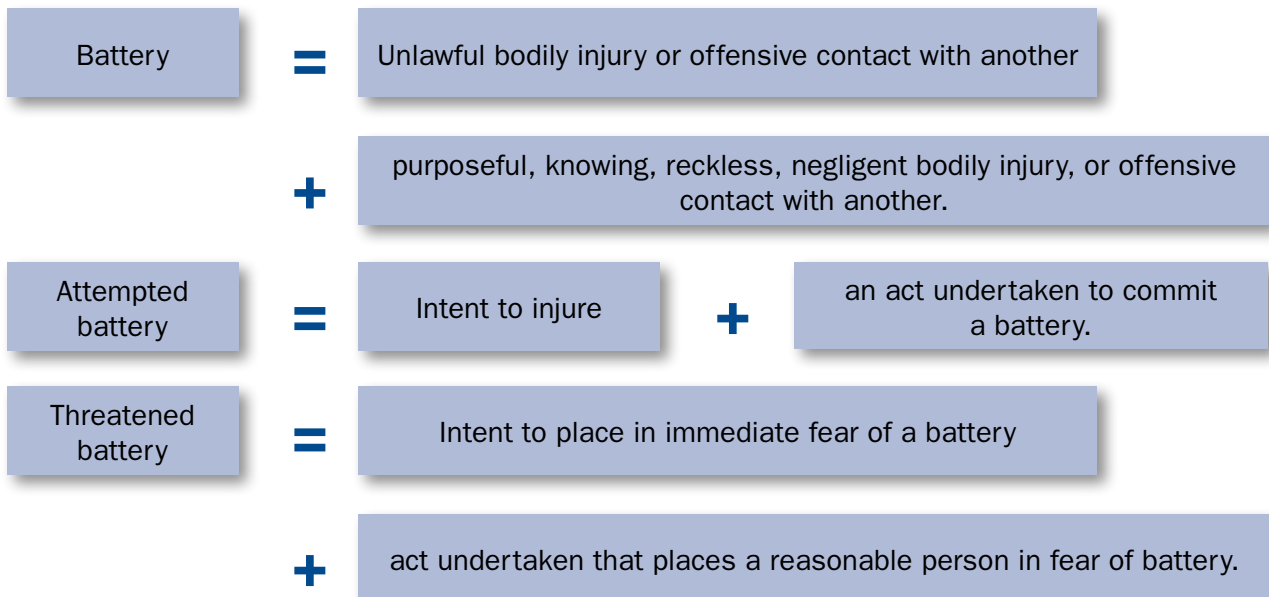 Battery
=
Unlawful bodily injury or offensive contact with another
+
purposeful, knowing, reckless, negligent bodily injury, or offensive
contact with another.
Attempted
battery
=
Intent to injure
+
an act undertaken to commit
a battery.
Threatened
battery
=
Intent to place in immediate fear of a battery
+
act undertaken that places a reasonable person in fear of battery.